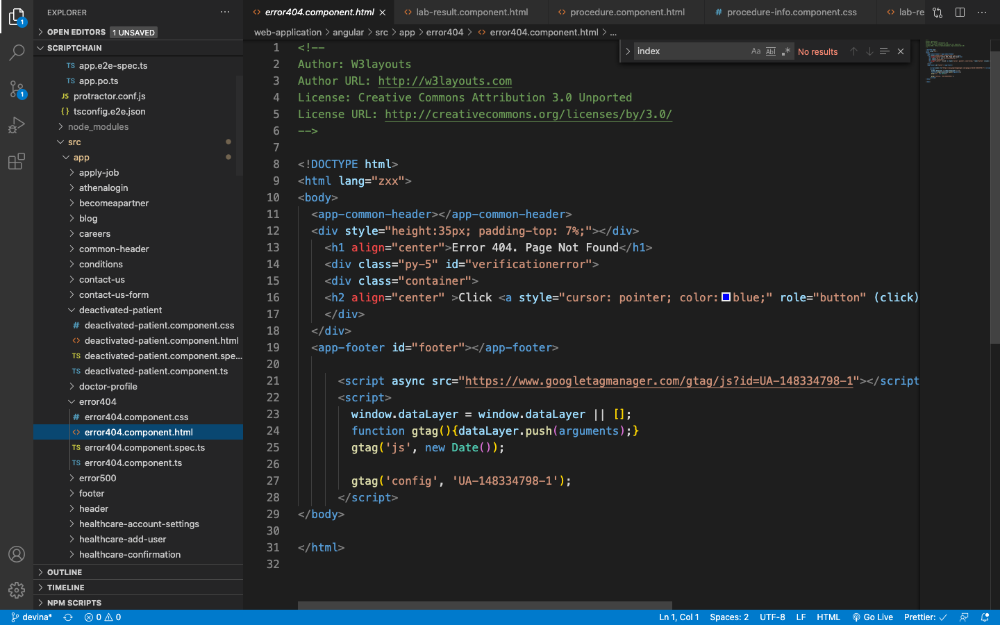 EXPLORER
OPEN EDITORS 1 UNSAVED
SCRIPTCHAIN
TS app.e2e-spec.ts
TS app.po.ts
JS protractor.conf.js
{} tsconfig.e2e.json
node_modules
src
app
apply-job
athenalogin
becomeapartner
blog
careers
common-header
conditions
contact-us
contact-us-form
deactivated-patient
# deactivated-patient.component.css
<> deactivated-patient.component.html
TS deactivated-patient.component.spe...
TS deactivated-patient.component.ts
doctor-profile
error404
# error404.component.css
<> error404.component.html
TS error404.component.spec.ts
TS error404.component.ts
error500
footer
header
healthcare-account-settings
healthcare-add-user
healthcare-confirmation
OUTLINE
TIMELINE
NPM SCRIPTS
1
1
<> error404.component.html
<> lab-result.component.html
<> procedure.component.html
# procedure-info.component.css
<> lab-re
web-application > angular > src > app > error404 > <> error404.component.html > ...
index
Aa Abl .*
No results
1 <!--
2 Author: W3layouts
3 Author URL: http://w3layouts.com
4 License: Creative Commons Attribution 3.0 Unported
5 License URL: http://creativecommons.org/licenses/by/3.0/
6 -->
7
8 <!DOCTYPE html>
9 <html lang="zxx">
10 <body>
11 <app-common-header></app-common-header>
12 <div style="height:35px; padding-top: 7%;"></div>
13 <h1 align="center">Error 404. Page Not Found</h1>
14 <div class="py-5" id="verificationerror">
15 <div class="container">
16 <h2 align="center" >Click <a style="cursor: pointer; color:blue;" role="button" (click)
17 </div>
18 </div>
19 <app-footer id="footer"></app-footer>
20
21 <script async src="https://www.googletagmanager.com/gtag/js?id=UA-148334798-1"></script
22 <script>
23 window.dataLayer = window.dataLayer || [];
24 function gtag(){dataLayer.push(arguments);}
25 gtag('js', new Date());
26
27 gtag('config', 'UA-148334798-1');
28 </script>
29 </body>
30
31 </html>
32
devina* 0 0 Ln 1, Col 1 Spaces: 2 UTF-8 LF HTML Go Live Prettier: ✓